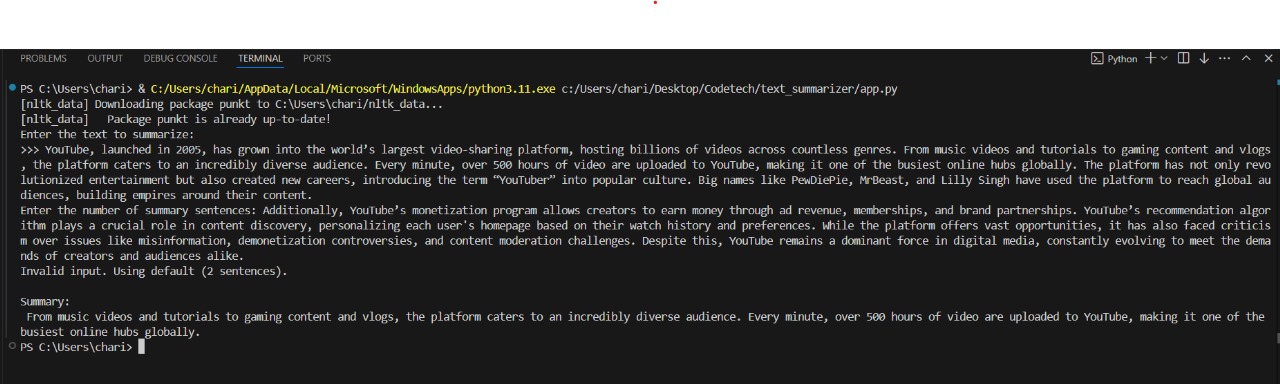 PROBLEMS OUTPUT DEBUG CONSOLE TERMINAL PORTS Python
PS C:\Users\chari> & C:/Users/chari/AppData/Local/Microsoft/WindowsApps/python3.11.exe c:/Users/chari/Desktop/Codetech/text_summarizer/app.py
[nltk_data] Downloading package punkt to C:\Users\chari/nltk_data...
[nltk_data]   Package punkt is already up-to-date!
Enter the text to summarize:
>>> YouTube, launched in 2005, has grown into the world’s largest video-sharing platform, hosting billions of videos across countless genres. From music videos and tutorials to gaming content and vlogs
, the platform caters to an incredibly diverse audience. Every minute, over 500 hours of video are uploaded to YouTube, making it one of the busiest online hubs globally. The platform has not only revo
lutionized entertainment but also created new careers, introducing the term “YouTuber” into popular culture. Big names like PewDiePie, MrBeast, and Lilly Singh have used the platform to reach global au
diences, building empires around their content.
Enter the number of summary sentences: Additionally, YouTube’s monetization program allows creators to earn money through ad revenue, memberships, and brand partnerships. YouTube’s recommendation algor
ithm plays a crucial role in content discovery, personalizing each user's homepage based on their watch history and preferences. While the platform offers vast opportunities, it has also faced criticis
m over issues like misinformation, demonetization controversies, and content moderation challenges. Despite this, YouTube remains a dominant force in digital media, constantly evolving to meet the dema
nds of creators and audiences alike.
Invalid input. Using default (2 sentences).
Summary:
From music videos and tutorials to gaming content and vlogs, the platform caters to an incredibly diverse audience. Every minute, over 500 hours of video are uploaded to YouTube, making it one of the
busiest online hubs globally.
PS C:\Users\chari>